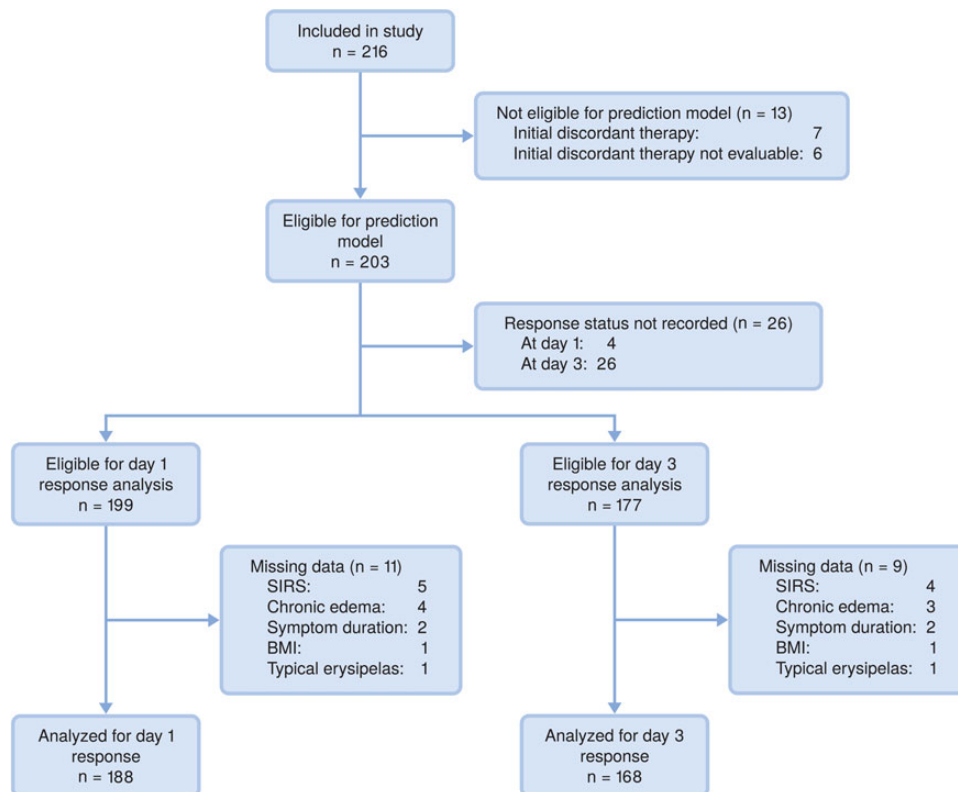 Included in study
n = 216
Not eligible for prediction model (n = 13)
Initial discordant therapy: 7
Initial discordant therapy not evaluable: 6
Eligible for prediction
model
n = 203
Response status not recorded (n = 26)
At day 1: 4
At day 3: 26
Eligible for day 1
response analysis
n = 199
Eligible for day 3
response analysis
n = 177
Missing data (n = 11)
SIRS: 5
Chronic edema: 4
Symptom duration: 2
BMI: 1
Typical erysipelas: 1
Missing data (n = 9)
SIRS: 4
Chronic edema: 3
Symptom duration: 2
BMI: 1
Typical erysipelas: 1
Analyzed for day 1
response
n = 188
Analyzed for day 3
response
n = 168